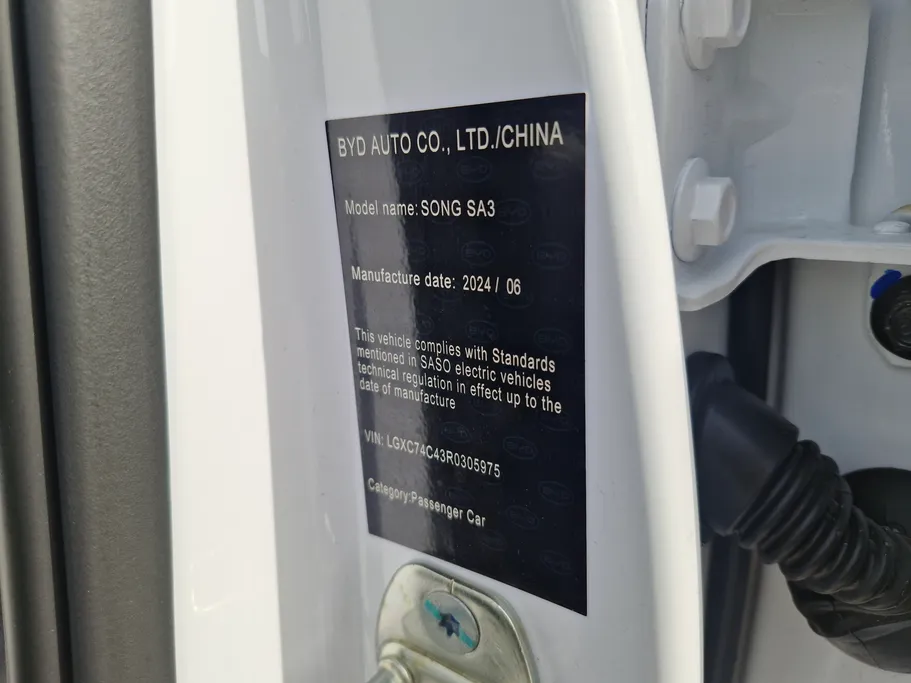 BYD AUTO CO., LTD./CHINA
Model name: SONG SA3
Manufacture date: 2024 / 06
This vehicle complies with Standards
mentioned in SASO electric vehicles
technical regulation in effect up to the
date of manufacture
VIN: LGXC74C43R0305975
Category:Passenger Car